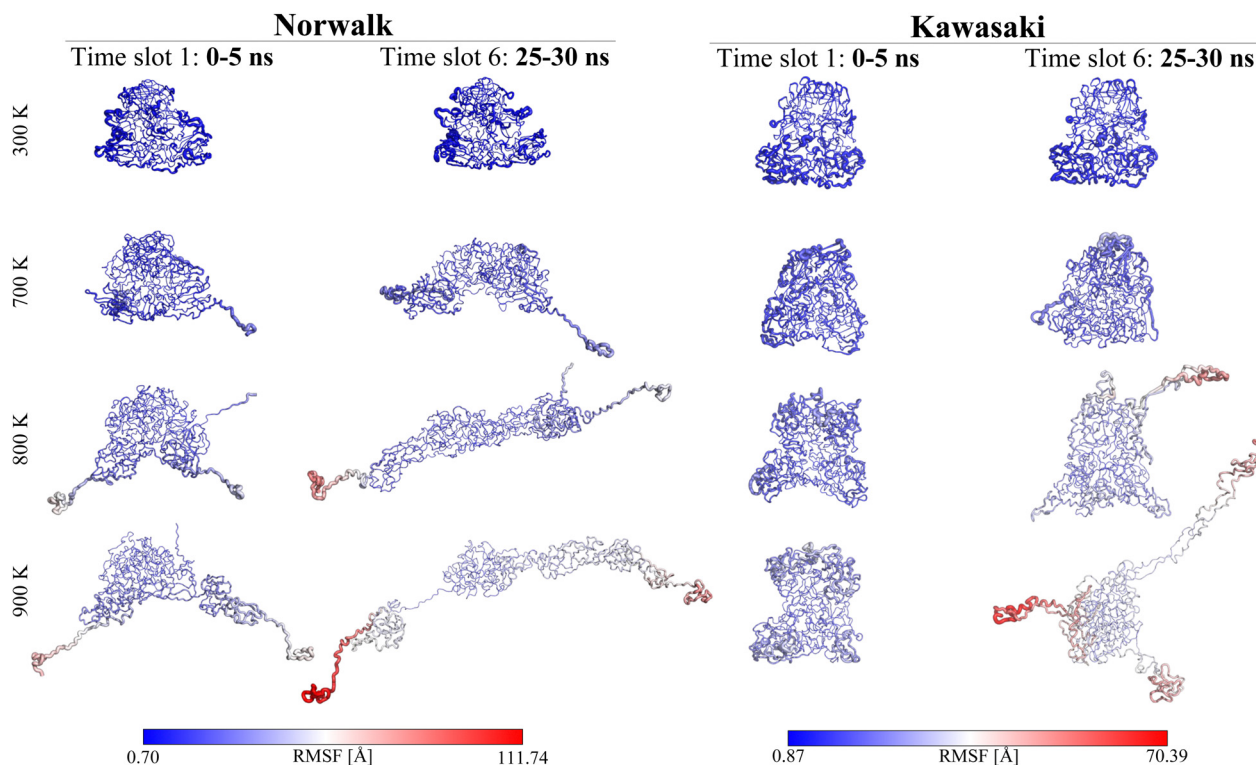 Norwalk
Kawasaki
Time slot 1: 0-5 ns
Time slot 6: 25-30 ns
Time slot 1: 0-5 ns
Time slot 6: 25-30 ns
300 K
700 K
800 K
900 K
0.70
RMSF [Å]
111.74
0.87
RMSF [Å]
70.39